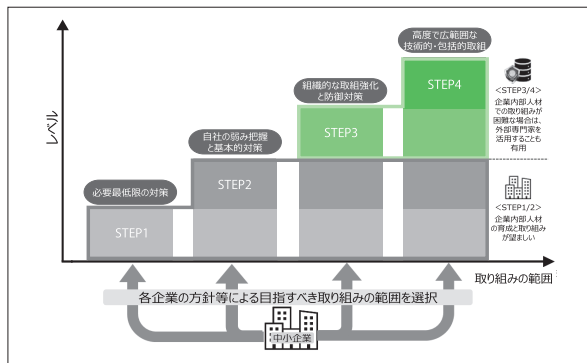 高度で広範囲な
技術的・包括的取組
STEP4
組織的な取組強化
と防御対策
STEP3
自社の弱み把握
と基本的対策
STEP2
必要最低限の対策
STEP1
レベル
<STEP3/4>
企業内部人材
での取り組みが
困難な場合は、
外部専門家を
活用することも
有用
<STEP1/2>
企業内部人材
の育成と取り組み
が望ましい
取り組みの範囲
各企業の方針等による目指すべき取り組みの範囲を選択
中小企業